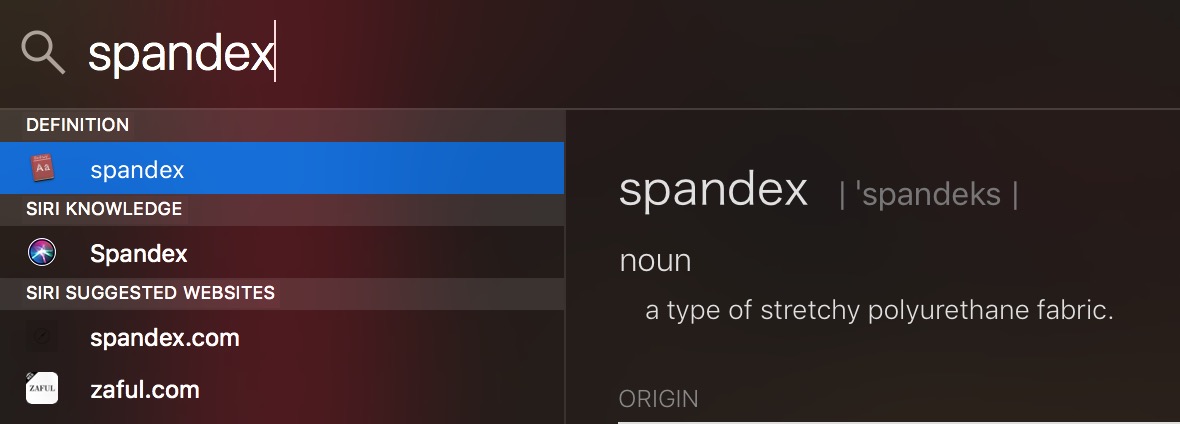 spandex
DEFINITION
spandex
SIRI KNOWLEDGE
Spandex
SIRI SUGGESTED WEBSITES
spandex.com
ZAFUL
zaful.com
spandex | ˈspandeks |
noun
a type of stretchy polyurethane fabric.
ORIGIN